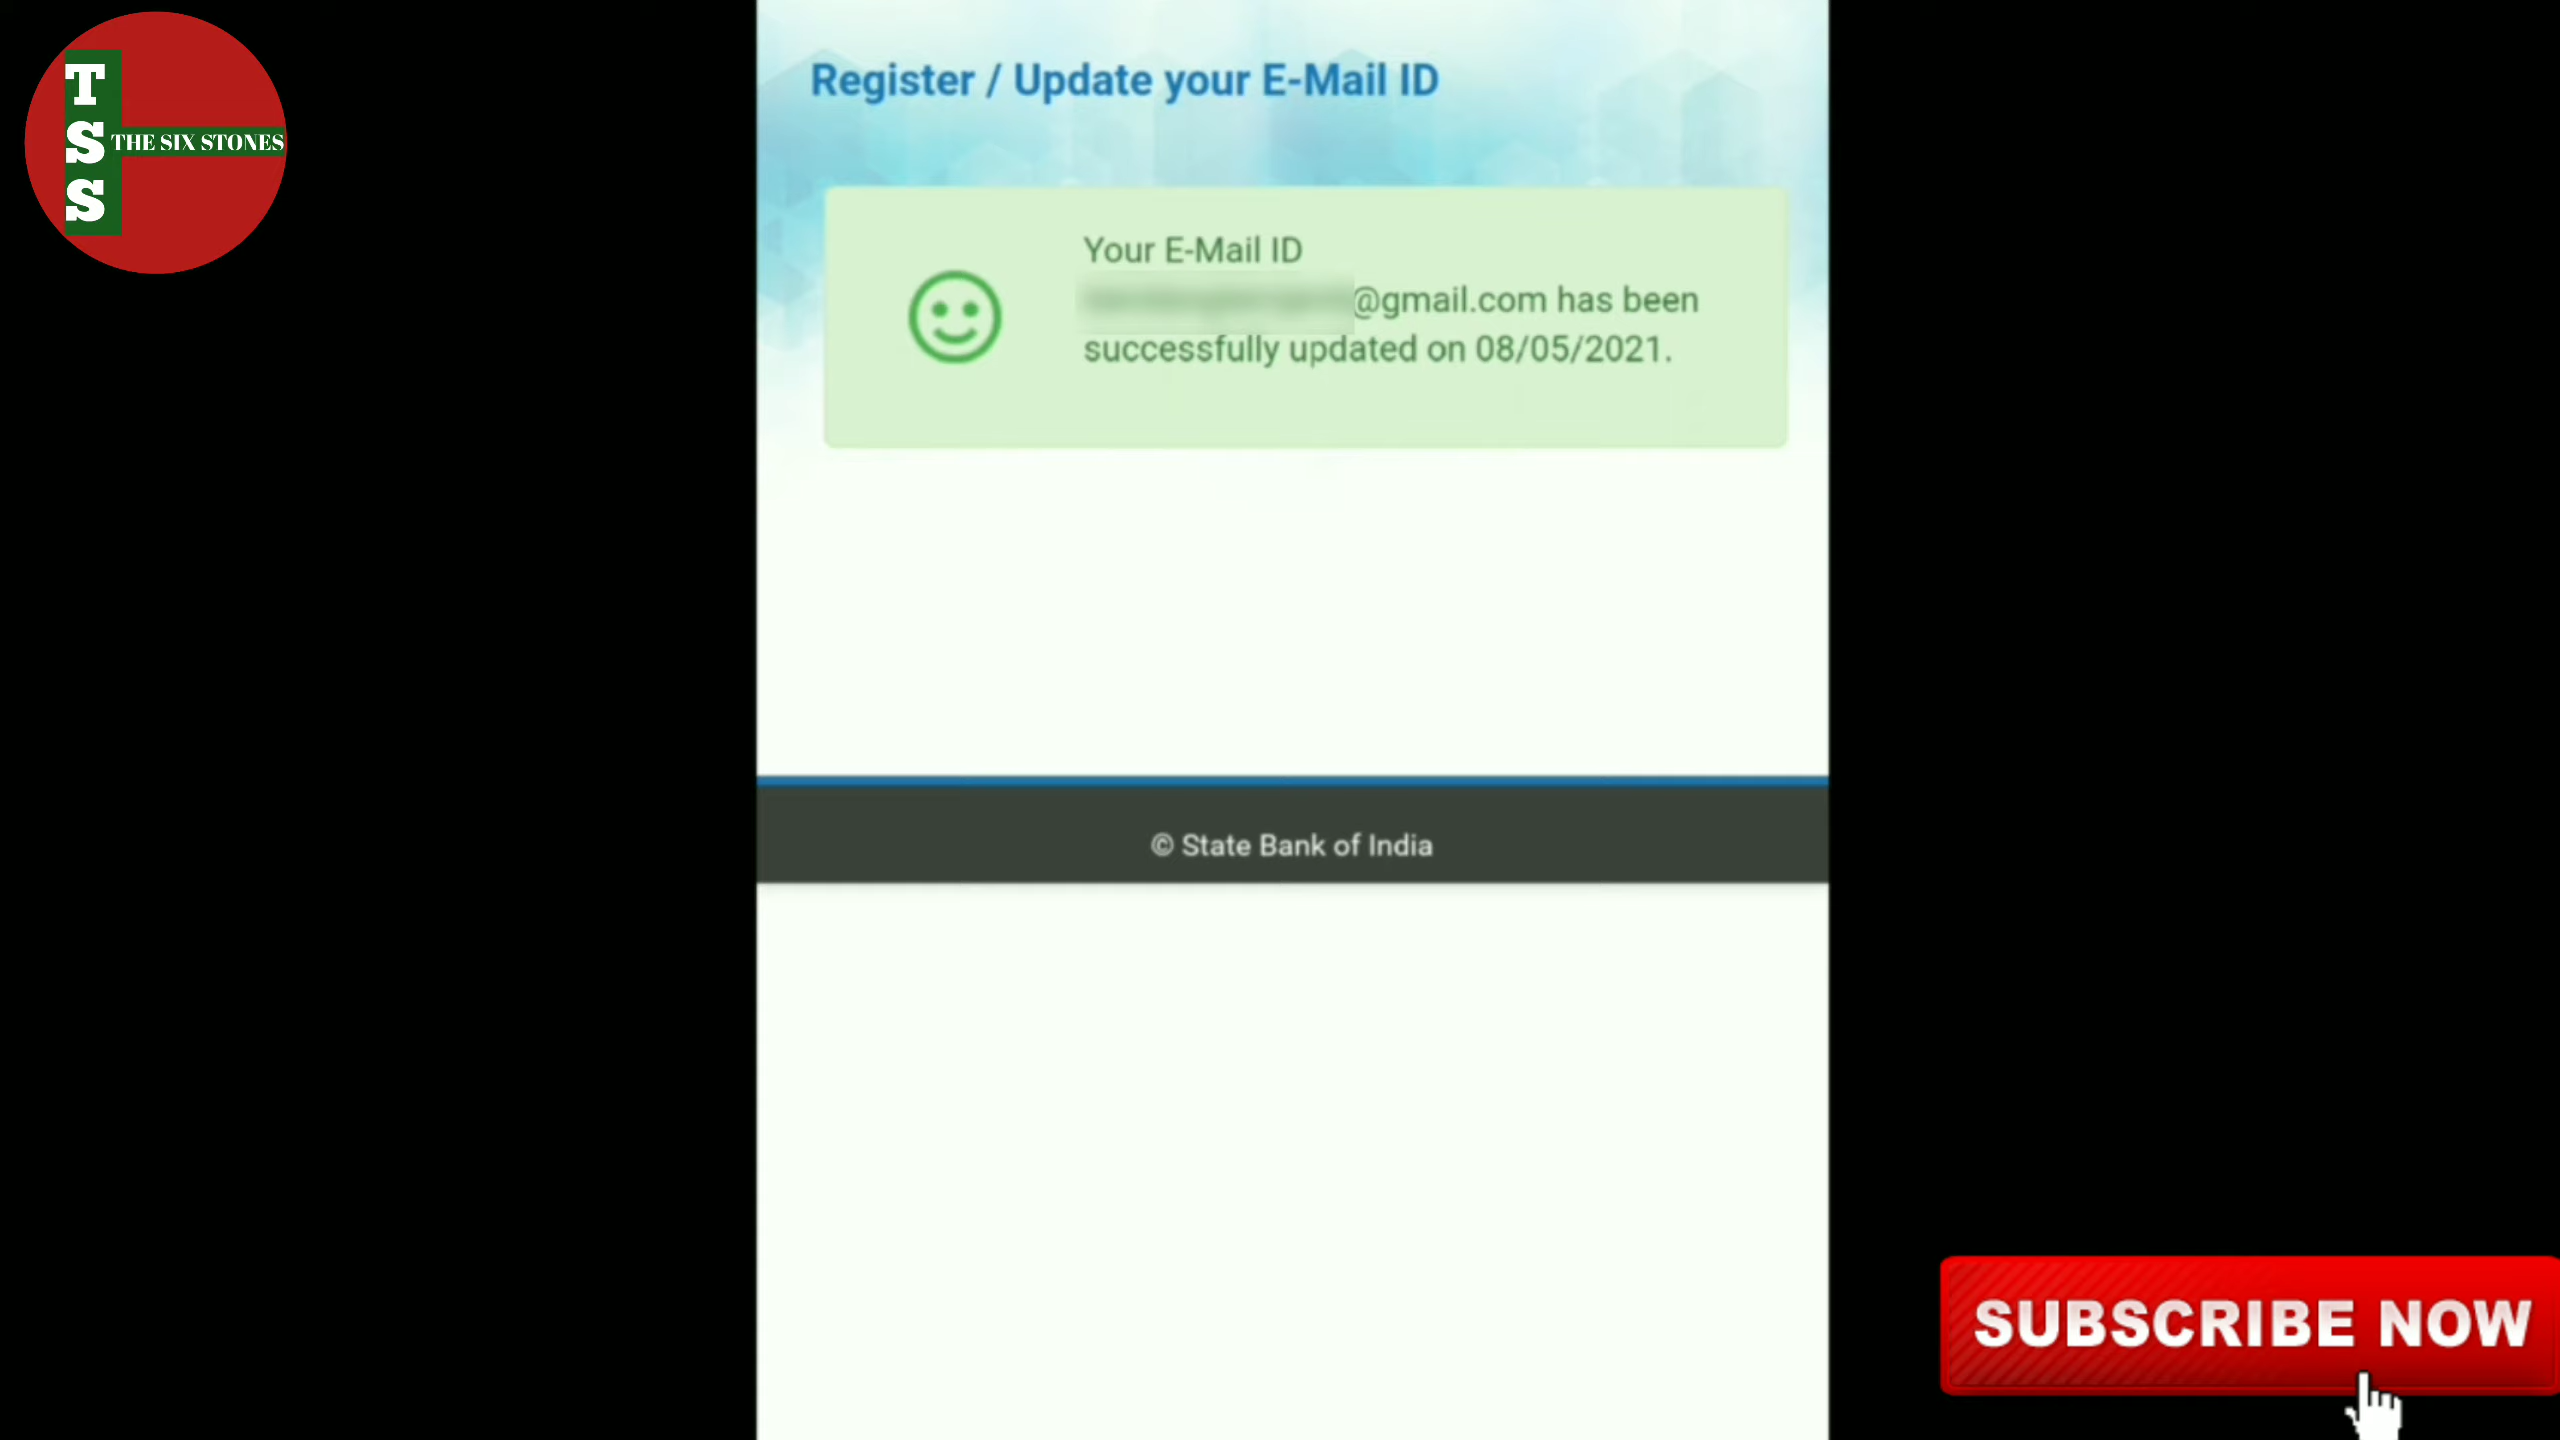 T
S
S
THE SIX STONES
Register / Update your E-Mail ID
Your E-Mail ID
@gmail.com has been
successfully updated on 08/05/2021.
© State Bank of India
SUBSCRIBE NOW